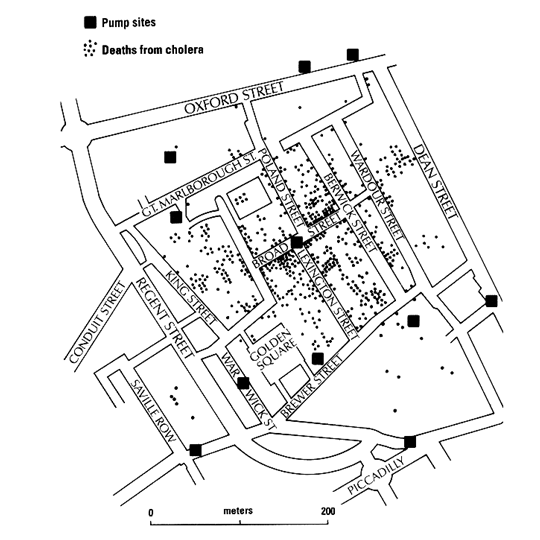 Pump sites
Deaths from cholera
OXFORD STREET
GT. MARLBOROUGH ST.
POLAND STREET
BERWICK STREET
WARDOUR STREET
DEAN STREET
BROAD STREET
LEXINGTON STREET
KING STREET
REGENT STREET
CONDUIT STREET
GOLDEN
SQUARE
WARWICK ST
BREWER STREET
SAVILLE ROW
PICCADILLY
meters
0
200